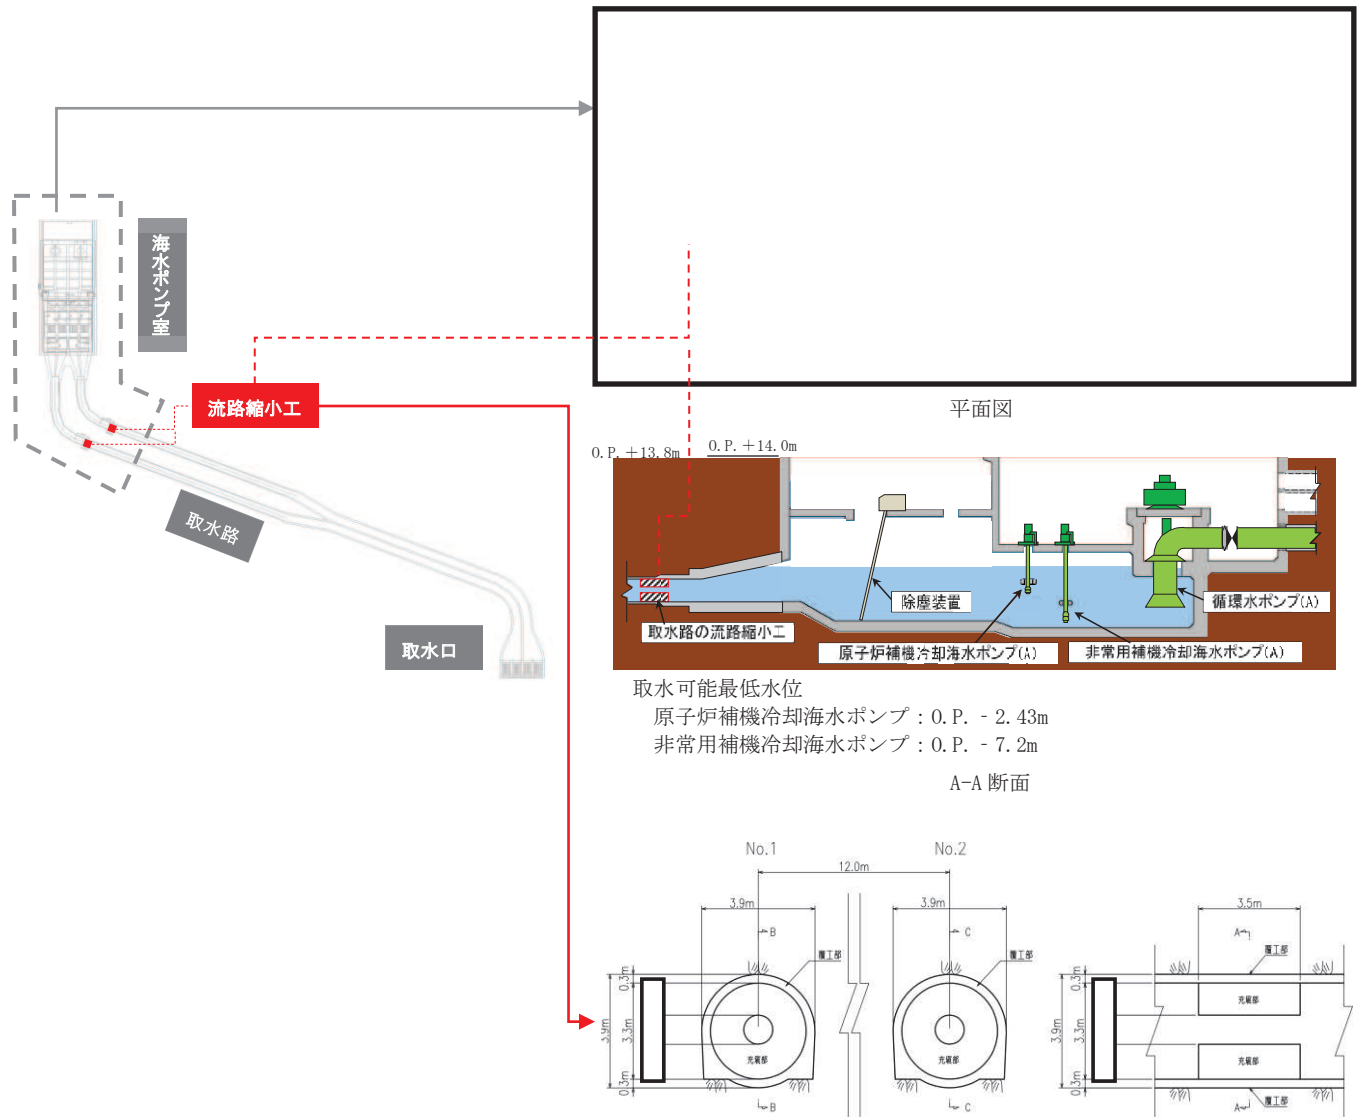 海水ポンプ室
流路縮小工
取水路
取水口
平面図
O.P.＋13.8m
O.P.＋14.0m
除塵装置
取水路の流路縮小工
原子炉補機冷却海水ポンプ(A)
非常用補機冷却海水ポンプ(A)
循環水ポンプ(A)
取水可能最低水位
原子炉補機冷却海水ポンプ：O.P. - 2.43m
非常用補機冷却海水ポンプ：O.P. - 7.2m
A-A 断面
No.1
No.2
12.0m
3.9m
3.9m
3.5m
B
C
A
覆工部
覆工部
覆工部
0.3m
3.9m
3.3m
0.3m
充填部
充填部
0.3m
3.9m
3.3m
0.3m
充填部
充填部
覆工部
B
C
A